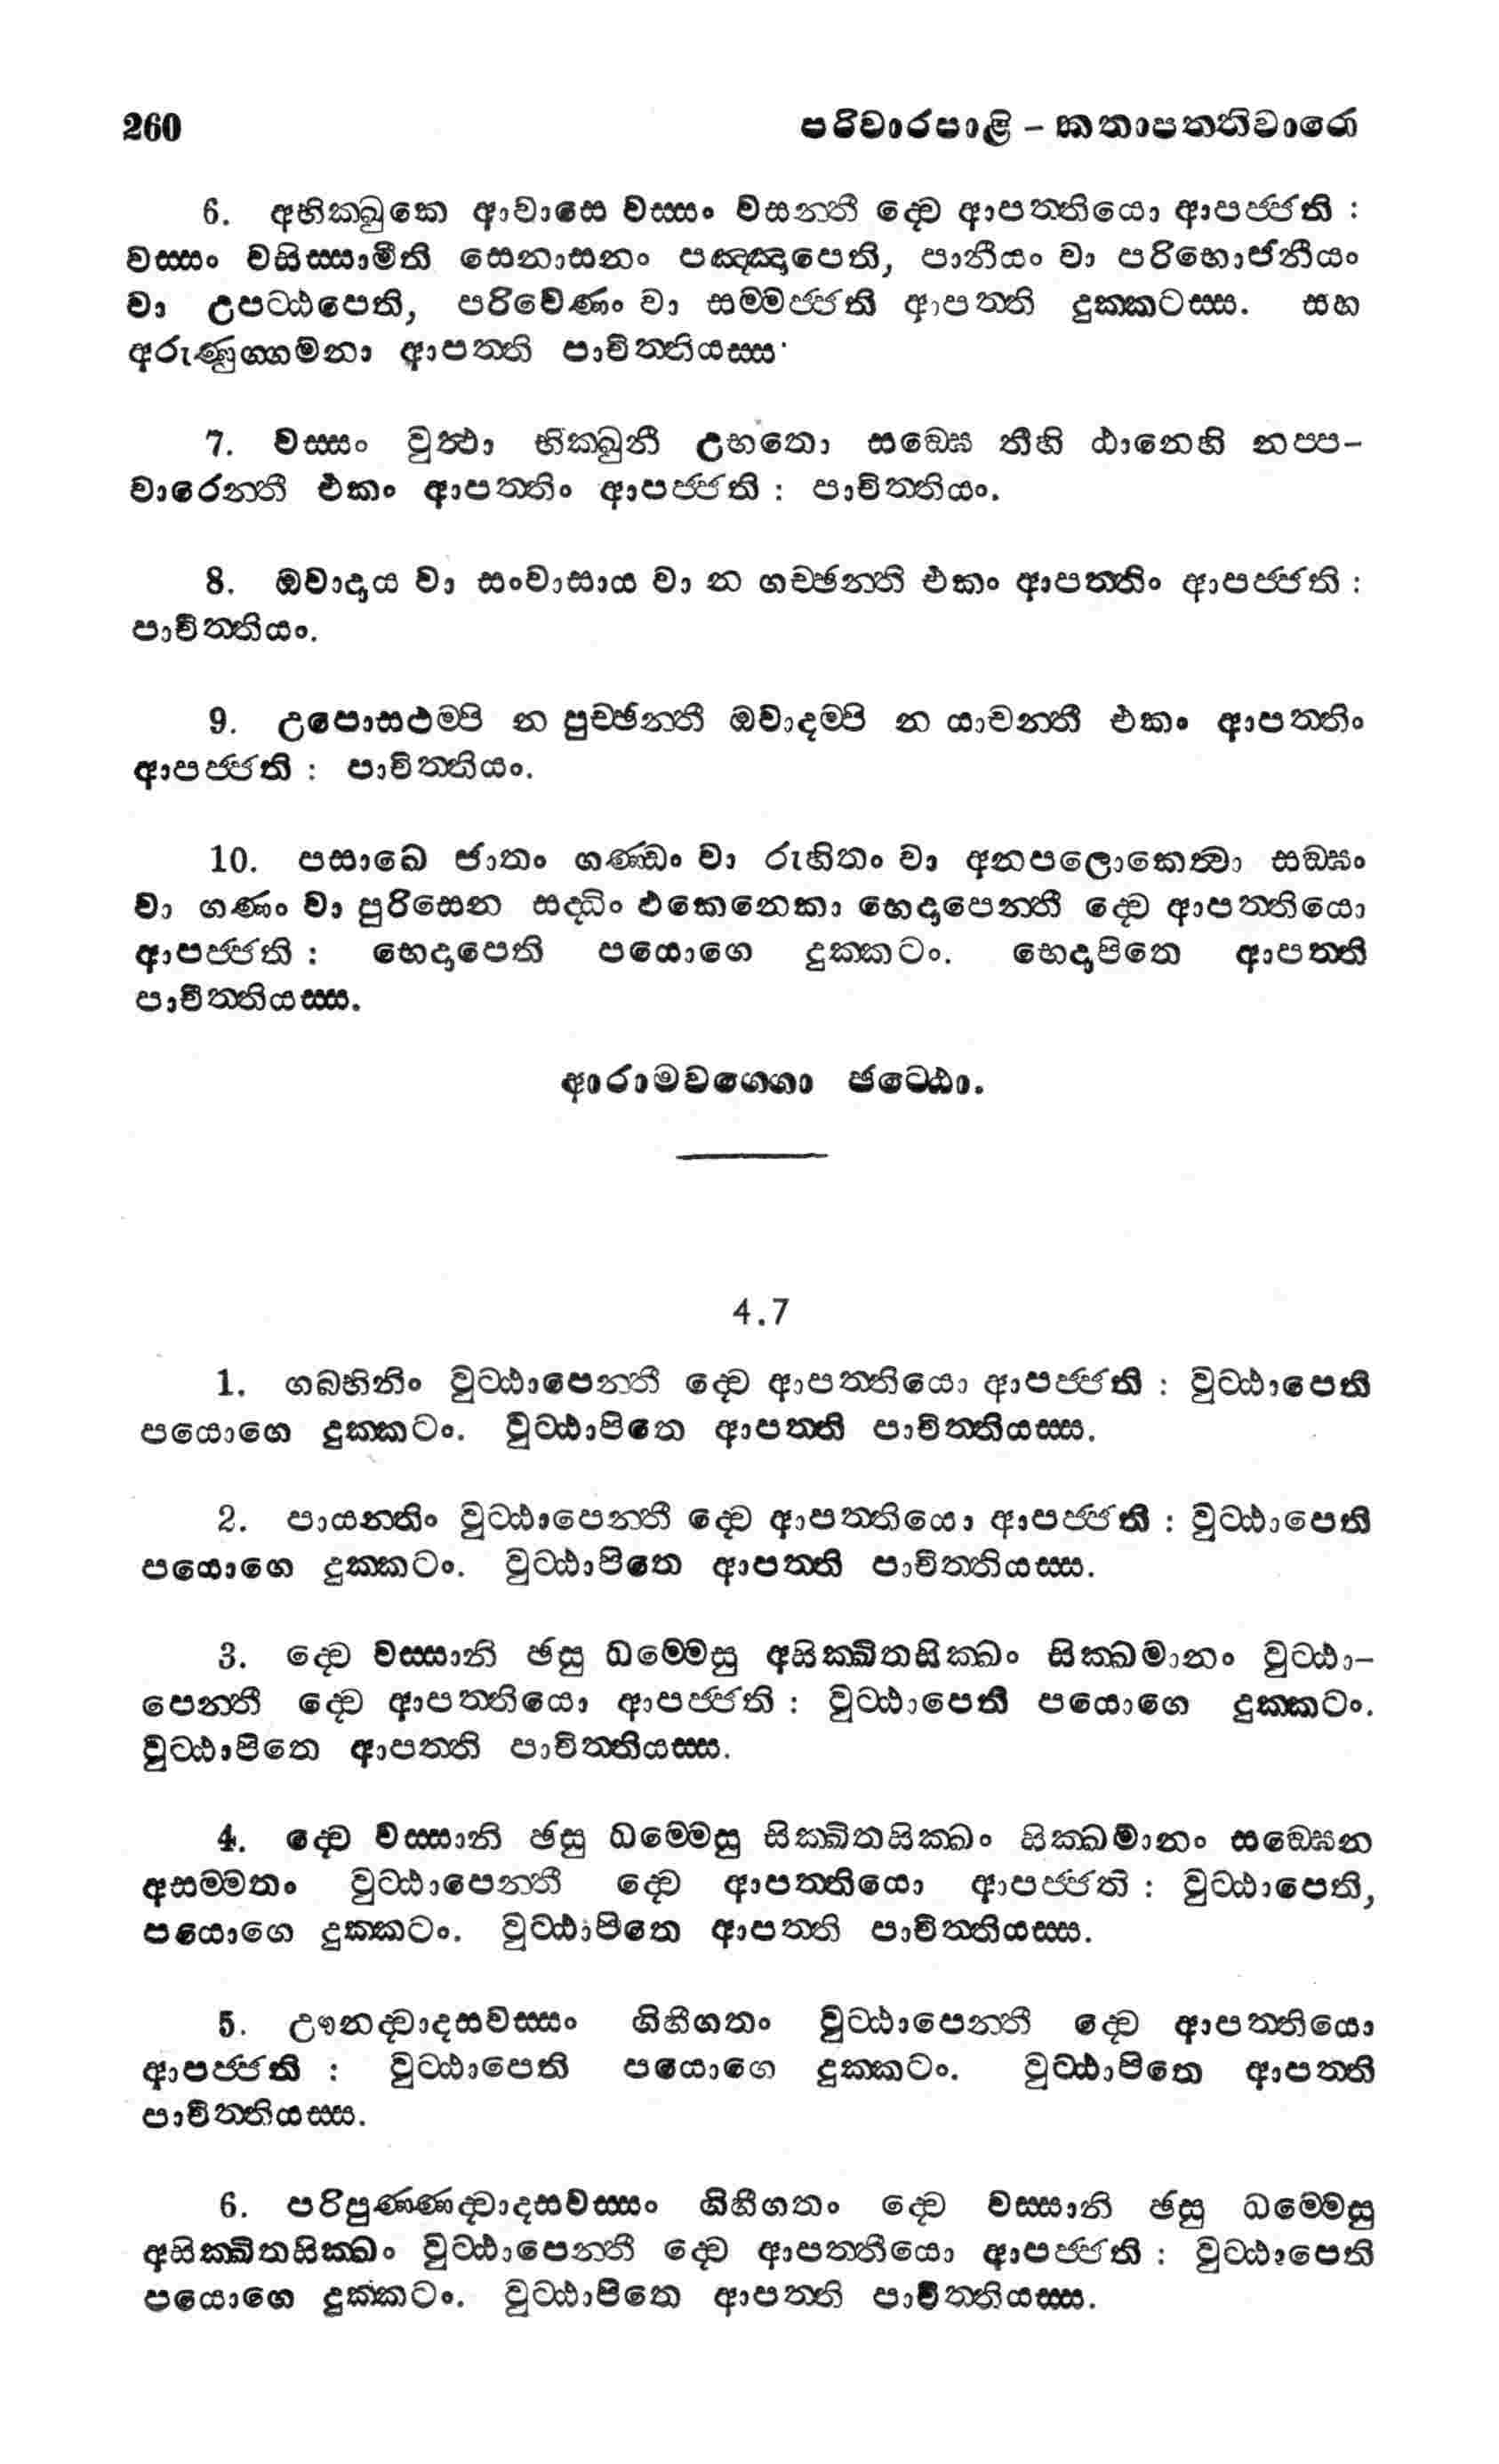 260 පරිවාරපාළි – කතාපත්තිවාරෙ
6. අභික්ඛුකෙ ආවාසෙ වස්සං වසන්තී ද්වෙ ආපත්තියො ආපජ්ජති :
වස්සං වසිස්සාමීති සෙනාසනං පඤ්ඤාපෙති, පානීයං වා පරිභොජනීයං
වා උපට්ඨපෙති, පරිවේණං වා සම්මජ්ජති ආපත්ති දුක්කටස්ස. සහ
අරුණුග්ගමනා ආපත්ති පාචිත්තියස්ස.
7. වස්සං වුත්ථා භික්ඛුනී උභතො සඞ්ඝෙ තීහි ඨානෙහි නප්ප-
වාරෙන්තී එකං ආපත්තිං ආපජ්ජති : පාචිත්තියං.
8. ඔවාදාය වා සංවාසාය වා න ගච්ඡන්ති එකං ආපත්තිං ආපජ්ජති :
පාචිත්තියං.
9. උපොසථම්පි න පුච්ඡන්තී ඔවාදම්පි න යාචන්තී එකං ආපත්තිං
ආපජ්ජති : පාචිත්තියං.
10. පසාඛෙ ජාතං ගණ්ඩං වා රුහිතං වා අනපලොකෙත්වා සඞ්ඝං
වා ගණං වා පුරිසෙන සද්ධිං එකෙනෙකා භෙදාපෙන්තී ද්වෙ ආපත්තියො
ආපජ්ජති : භෙදාපෙති පයොගෙ දුක්කටං. භෙදාපිතෙ ආපත්ති
පාචිත්තියස්ස.
ආරාමවග්ගො ඡට්ඨො.
4.7
1. ගබ්භිනිං වුට්ඨාපෙන්තී ද්වෙ ආපත්තියො ආපජ්ජති : වුට්ඨාපෙති
පයොගෙ දුක්කටං. වුට්ඨාපිතෙ ආපත්ති පාචිත්තියස්ස.
2. පායන්තිං වුට්ඨාපෙන්තී ද්වෙ ආපත්තියො ආපජ්ජති : වුට්ඨාපෙති
පයොගෙ දුක්කටං. වුට්ඨාපිතෙ ආපත්ති පාචිත්තියස්ස.
3. ද්වෙ වස්සානි ඡසු ධම්මෙසු අසික්ඛිතසික්ඛං සික්ඛමානං වුට්ඨා-
පෙන්තී ද්වෙ ආපත්තියො ආපජ්ජති : වුට්ඨාපෙති පයොගෙ දුක්කටං.
වුට්ඨාපිතෙ ආපත්ති පාචිත්තියස්ස.
4. ද්වෙ වස්සානි ඡසු ධම්මෙසු සික්ඛිතසික්ඛං සික්ඛමානං සඞ්ඝෙන
අසම්මතං වුට්ඨාපෙන්තී ද්වෙ ආපත්තියො ආපජ්ජති : වුට්ඨාපෙති,
පයොගෙ දුක්කටං. වුට්ඨාපිතෙ ආපත්ති පාචිත්තියස්ස.
5. ඌනද්වාදසවස්සං ගිහීගතං වුට්ඨාපෙන්තී ද්වෙ ආපත්තියො
ආපජ්ජති : වුට්ඨාපෙති පයොගෙ දුක්කටං. වුට්ඨාපිතෙ ආපත්ති
පාචිත්තියස්ස.
6. පරිපුණ්ණද්වාදසවස්සං ගිහීගතං ද්වෙ වස්සානි ඡසු ධම්මෙසු
අසික්ඛිතසික්ඛං වුට්ඨාපෙන්තී ද්වෙ ආපත්තියො ආපජ්ජති : වුට්ඨාපෙති
පයොගෙ දුක්කටං. වුට්ඨාපිතෙ ආපත්ති පාචිත්තියස්ස.